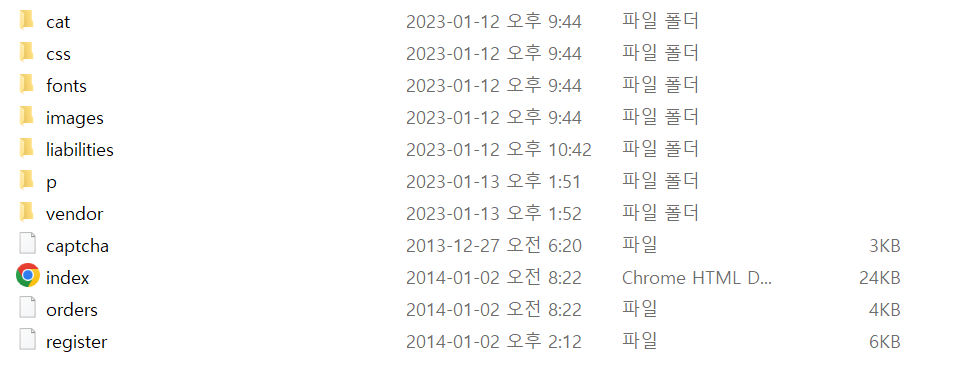 cat 2023-01-12 오후 9:44 파일 폴더
css 2023-01-12 오후 9:44 파일 폴더
fonts 2023-01-12 오후 9:44 파일 폴더
images 2023-01-12 오후 9:44 파일 폴더
liabilities 2023-01-12 오후 10:42 파일 폴더
p 2023-01-13 오후 1:51 파일 폴더
vendor 2023-01-13 오후 1:52 파일 폴더
captcha 2013-12-27 오전 6:20 파일 3KB
index 2014-01-02 오전 8:22 Chrome HTML D... 24KB
orders 2014-01-02 오전 8:22 파일 4KB
register 2014-01-02 오후 2:12 파일 6KB